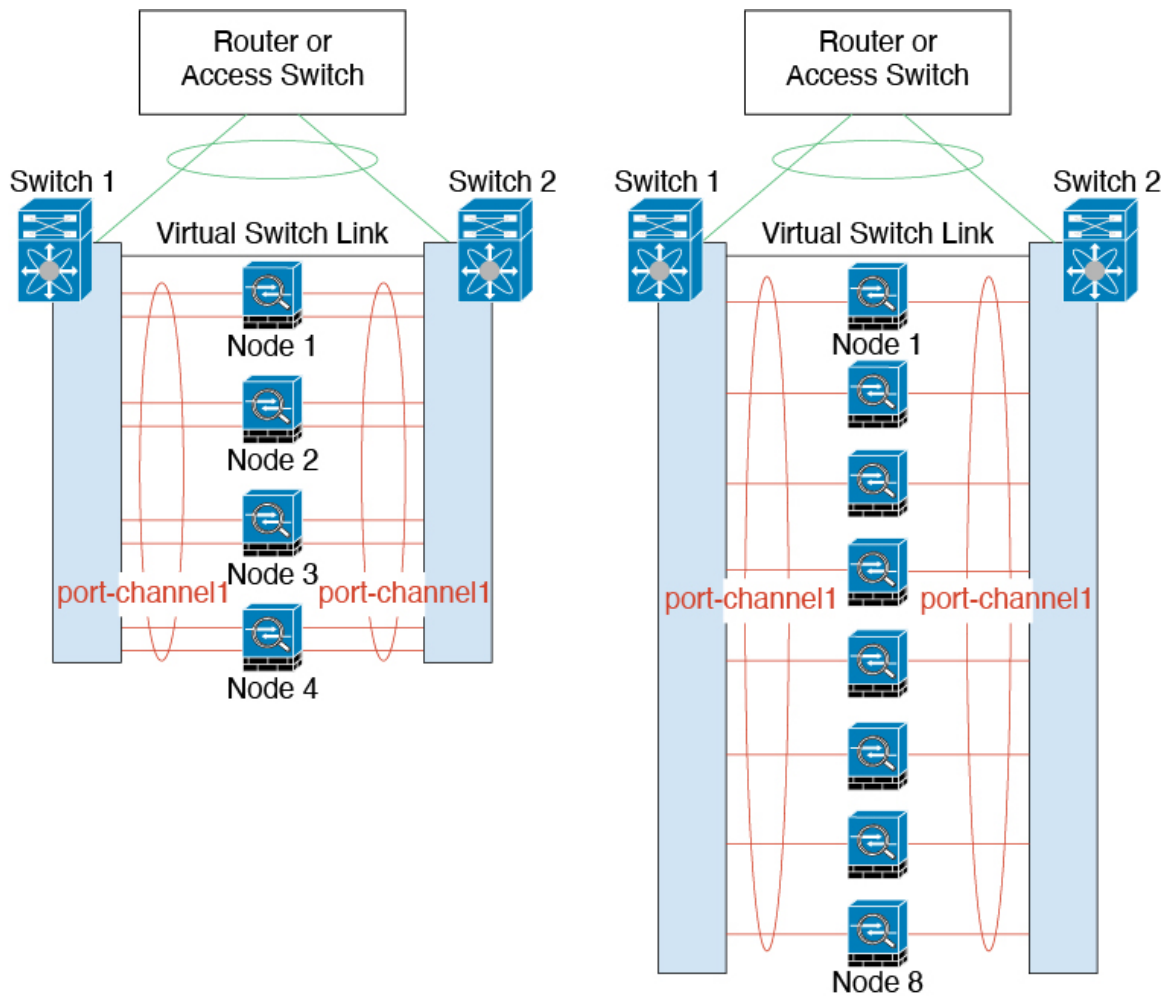 Router or
Access Switch
Switch 1
Switch 2
Virtual Switch Link
Node 1
Node 2
Node 3
port-channel1
port-channel1
Node 4
Router or
Access Switch
Switch 1
Switch 2
Virtual Switch Link
Node 1
port-channel1
port-channel1
Node 8